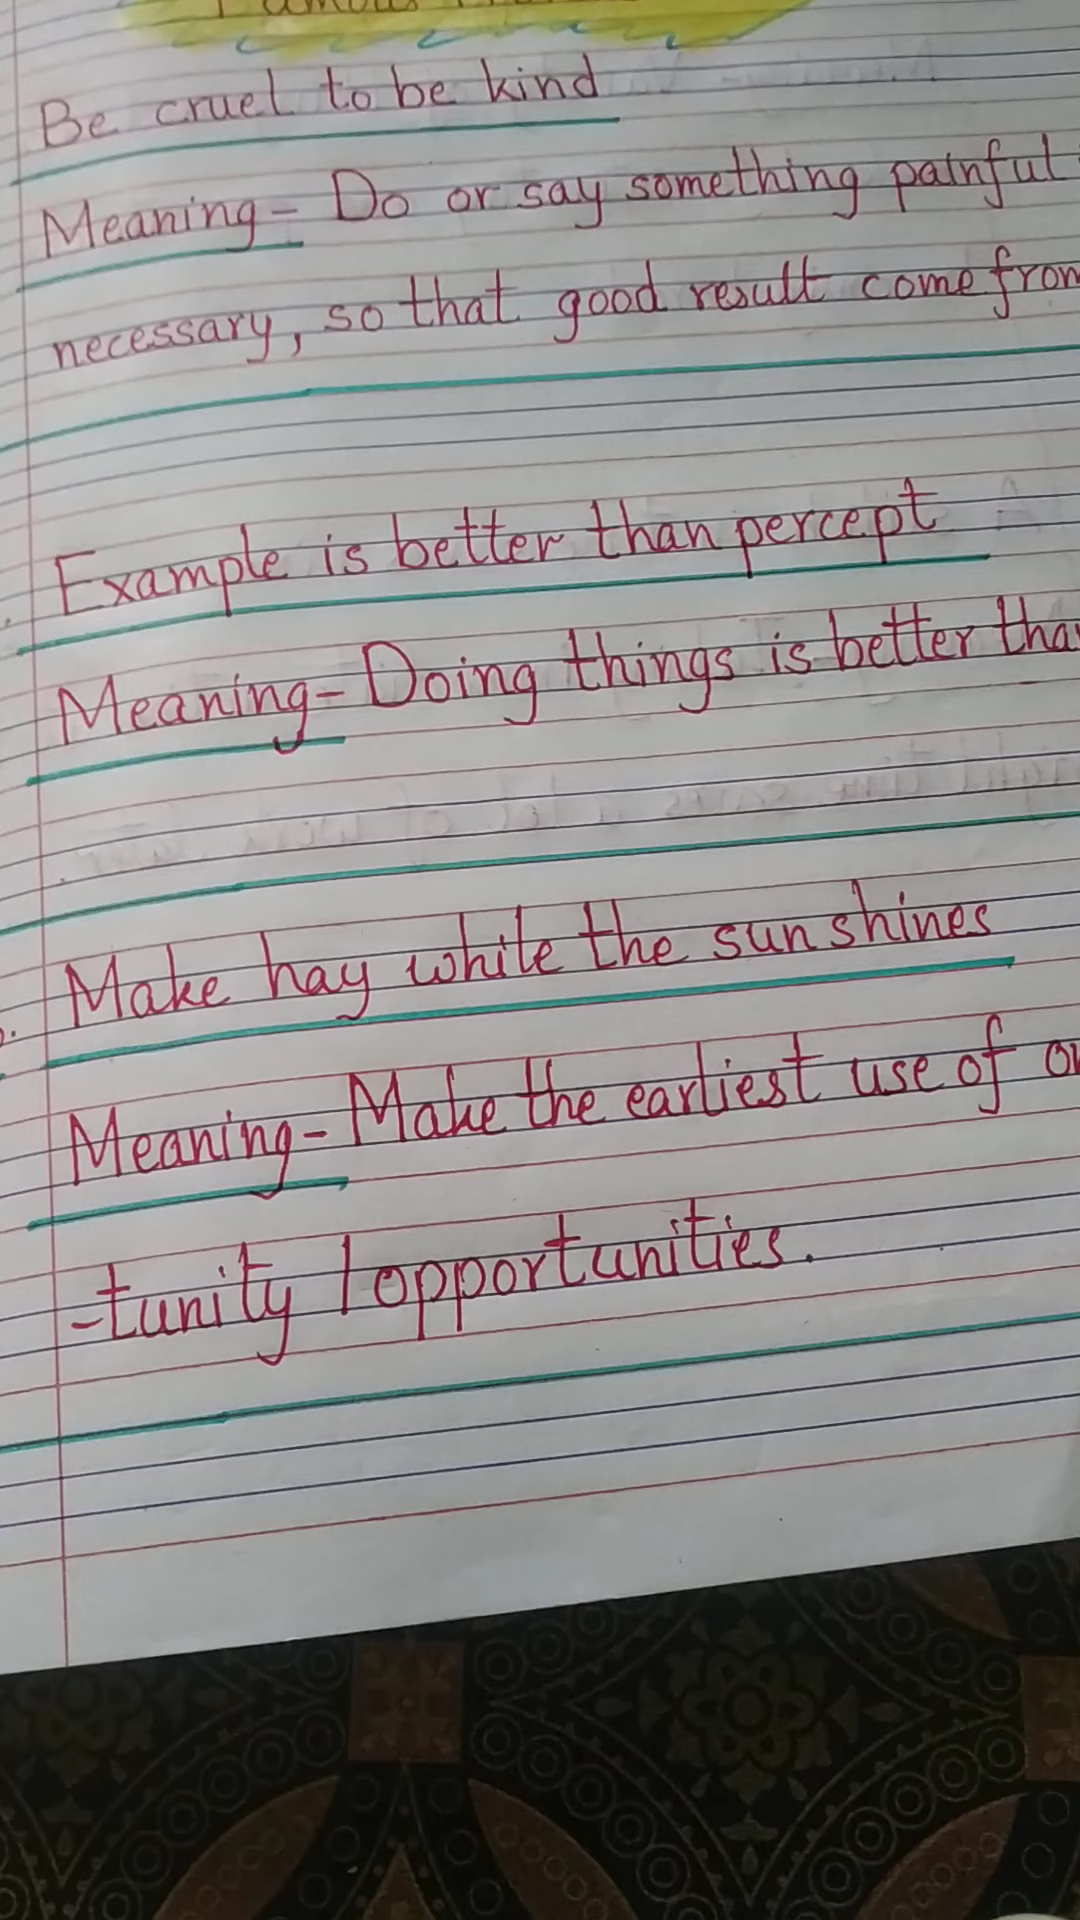 Famous
Be cruel to be kind
Meaning- Do or say something painful
necessary, so that good result come from
Example is better than percept
Meaning- Doing things is better than
Make hay while the sun shines
Meaning- Make the earliest use of
-tunity / opportunities.